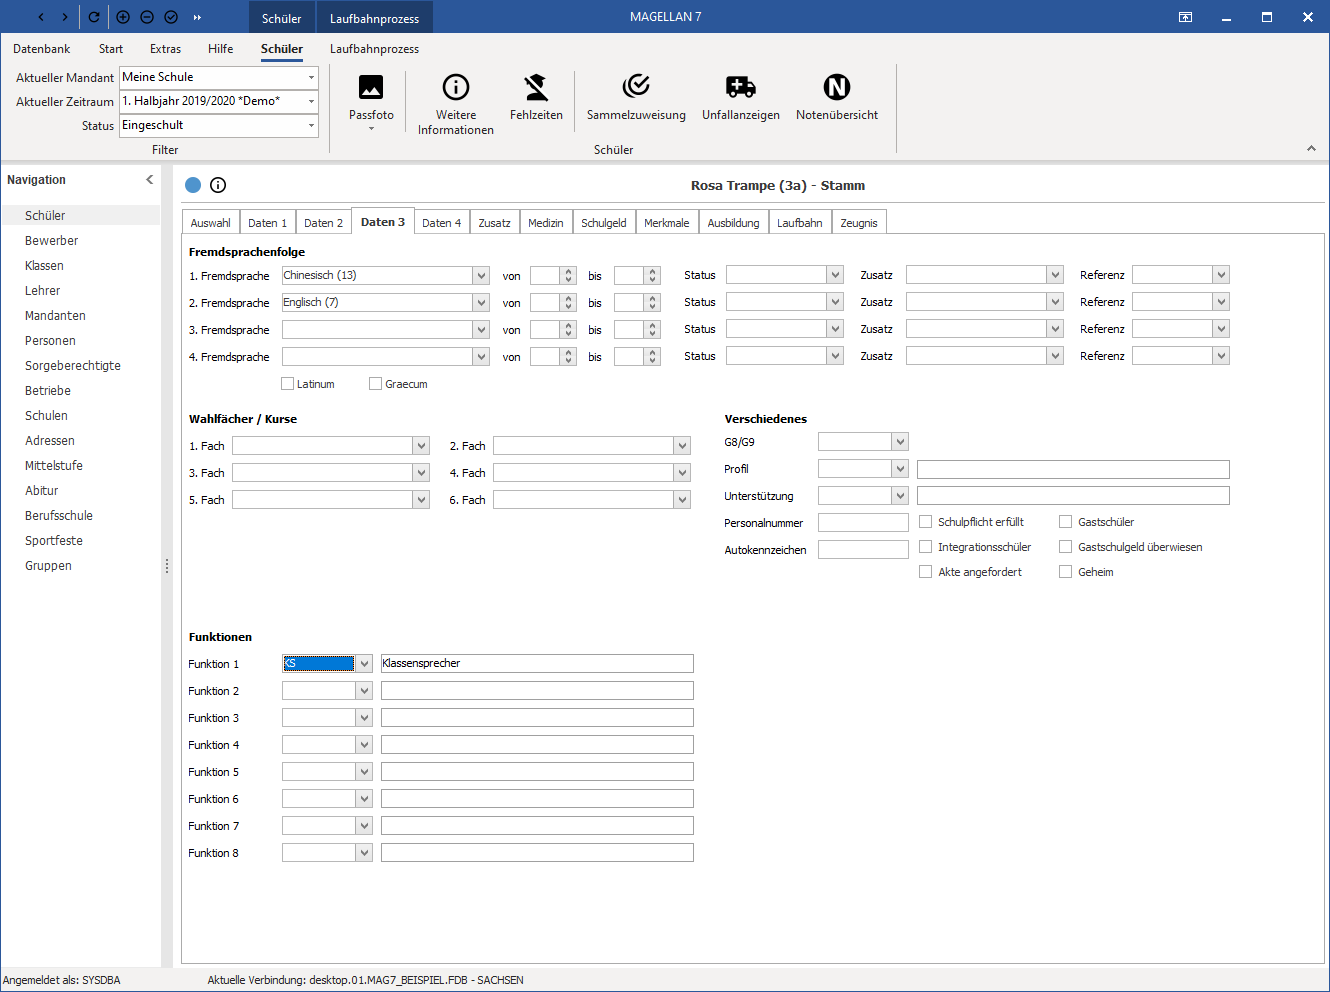 Schüler Laufbahnprozess MAGELLAN 7
Datenbank Start Extras Hilfe Schüler Laufbahnprozess
Aktueller Mandant Meine Schule
Aktueller Zeitraum 1. Halbjahr 2019/2020 *Demo*
Status Eingeschult
Filter
Passfoto
Weitere Informationen
Fehlzeiten
Sammelzuweisung
Unfallanzeigen
N
Notenübersicht
Schüler
Navigation
Schüler
Bewerber
Klassen
Lehrer
Mandanten
Personen
Sorgeberechtigte
Betriebe
Schulen
Adressen
Mittelstufe
Abitur
Berufsschule
Sportfeste
Gruppen
Rosa Trampe (3a) - Stamm
Auswahl Daten 1 Daten 2 Daten 3 Daten 4 Zusatz Medizin Schulgeld Merkmale Ausbildung Laufbahn Zeugnis
Fremdsprachenfolge
1. Fremdsprache Chinesisch (13) von bis Status Zusatz Referenz
2. Fremdsprache Englisch (7) von bis Status Zusatz Referenz
3. Fremdsprache von bis Status Zusatz Referenz
4. Fremdsprache von bis Status Zusatz Referenz
Latinum Graecum
Wahlfächer / Kurse
1. Fach 2. Fach
3. Fach 4. Fach
5. Fach 6. Fach
Verschiedenes
G8/G9
Profil
Unterstützung
Personalnummer Schulpflicht erfüllt Gastschüler
Autokennzeichen Integrationsschüler Gastschulgeld überwiesen
Akte angefordert Geheim
Funktionen
Funktion 1 KS Klassensprecher
Funktion 2
Funktion 3
Funktion 4
Funktion 5
Funktion 6
Funktion 7
Funktion 8
Angemeldet als: SYSDBA Aktuelle Verbindung: desktop.01.MAG7_BEISPIEL.FDB - SACHSEN